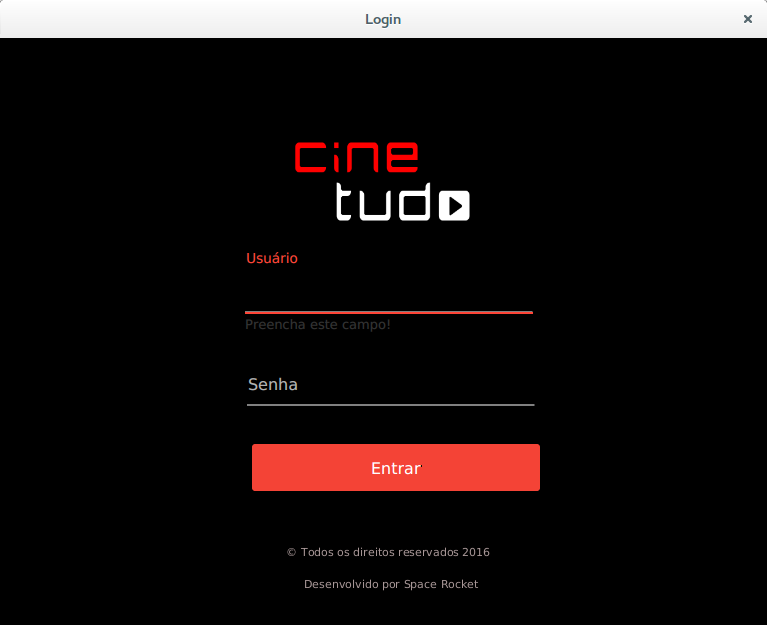 Login
cine
tudo
Usuário
Preencha este campo!
Senha
Entrar
© Todos os direitos reservados 2016
Desenvolvido por Space Rocket